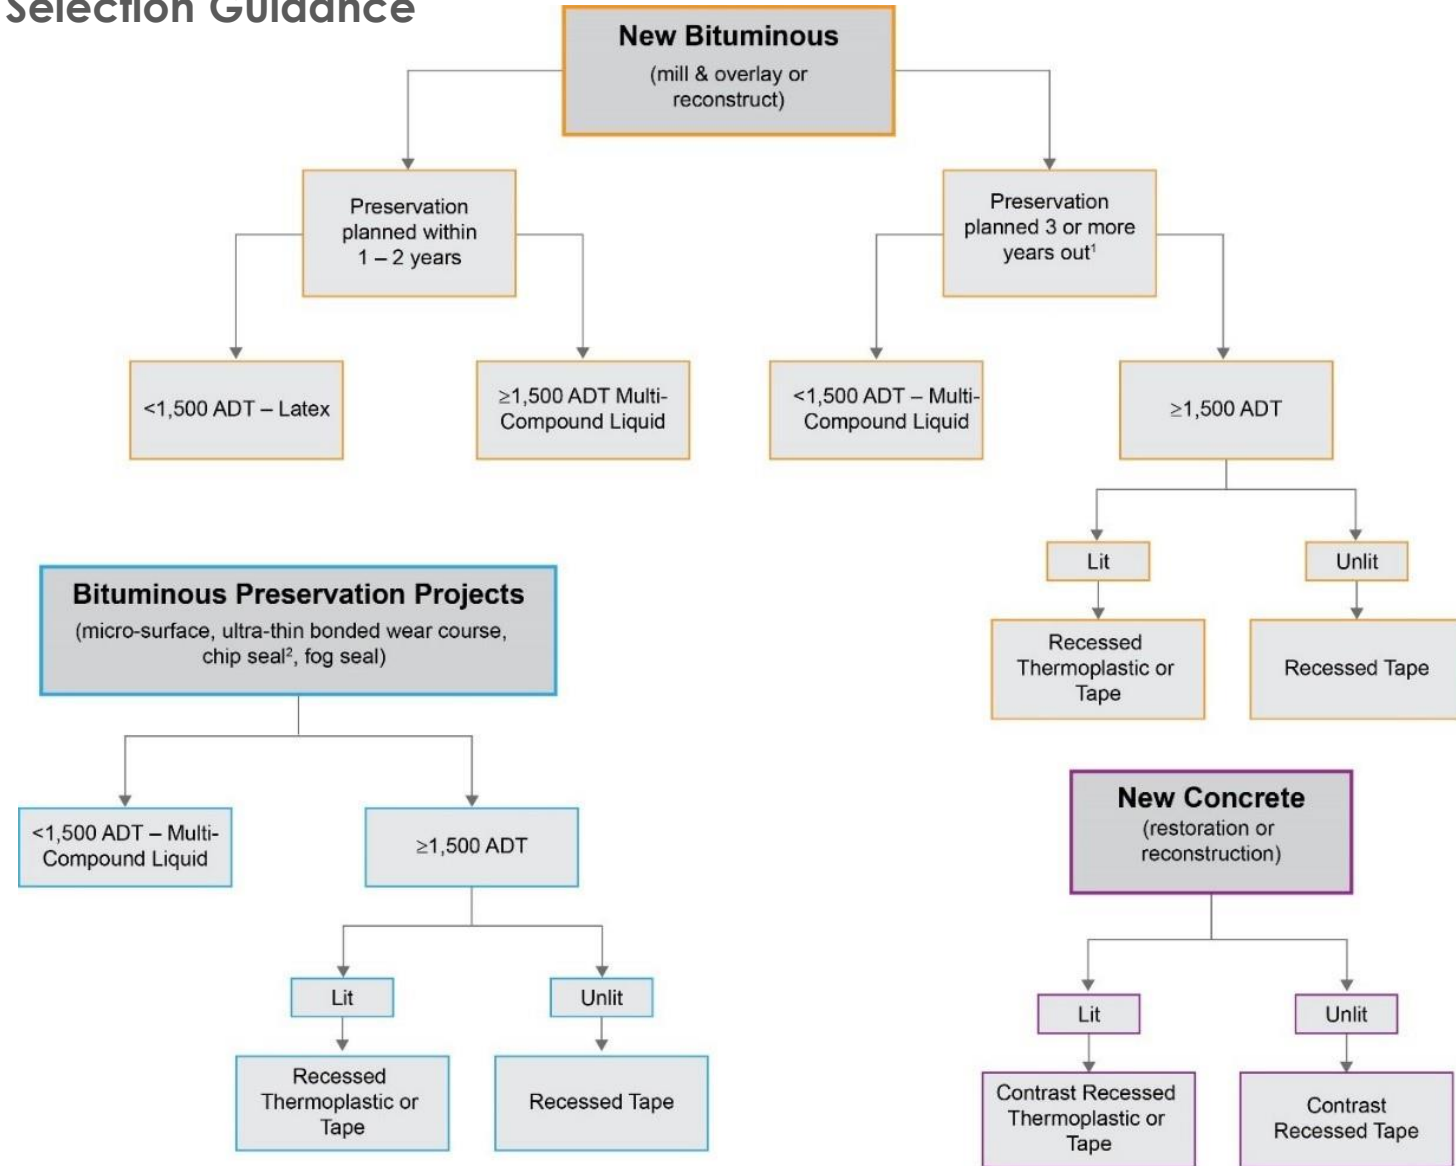 Selection Guidance
New Bituminous
(mill & overlay or
reconstruct)
Preservation
planned within
1 – 2 years
Preservation
planned 3 or more
years out¹
<1,500 ADT – Latex
≥1,500 ADT Multi-
Compound Liquid
<1,500 ADT – Multi-
Compound Liquid
≥1,500 ADT
Lit
Unlit
Recessed
Thermoplastic or
Tape
Recessed Tape
Bituminous Preservation Projects
(micro-surface, ultra-thin bonded wear course,
chip seal², fog seal)
<1,500 ADT – Multi-
Compound Liquid
≥1,500 ADT
Lit
Unlit
Recessed
Thermoplastic or
Tape
Recessed Tape
New Concrete
(restoration or
reconstruction)
Lit
Unlit
Contrast Recessed
Thermoplastic or
Tape
Contrast
Recessed Tape